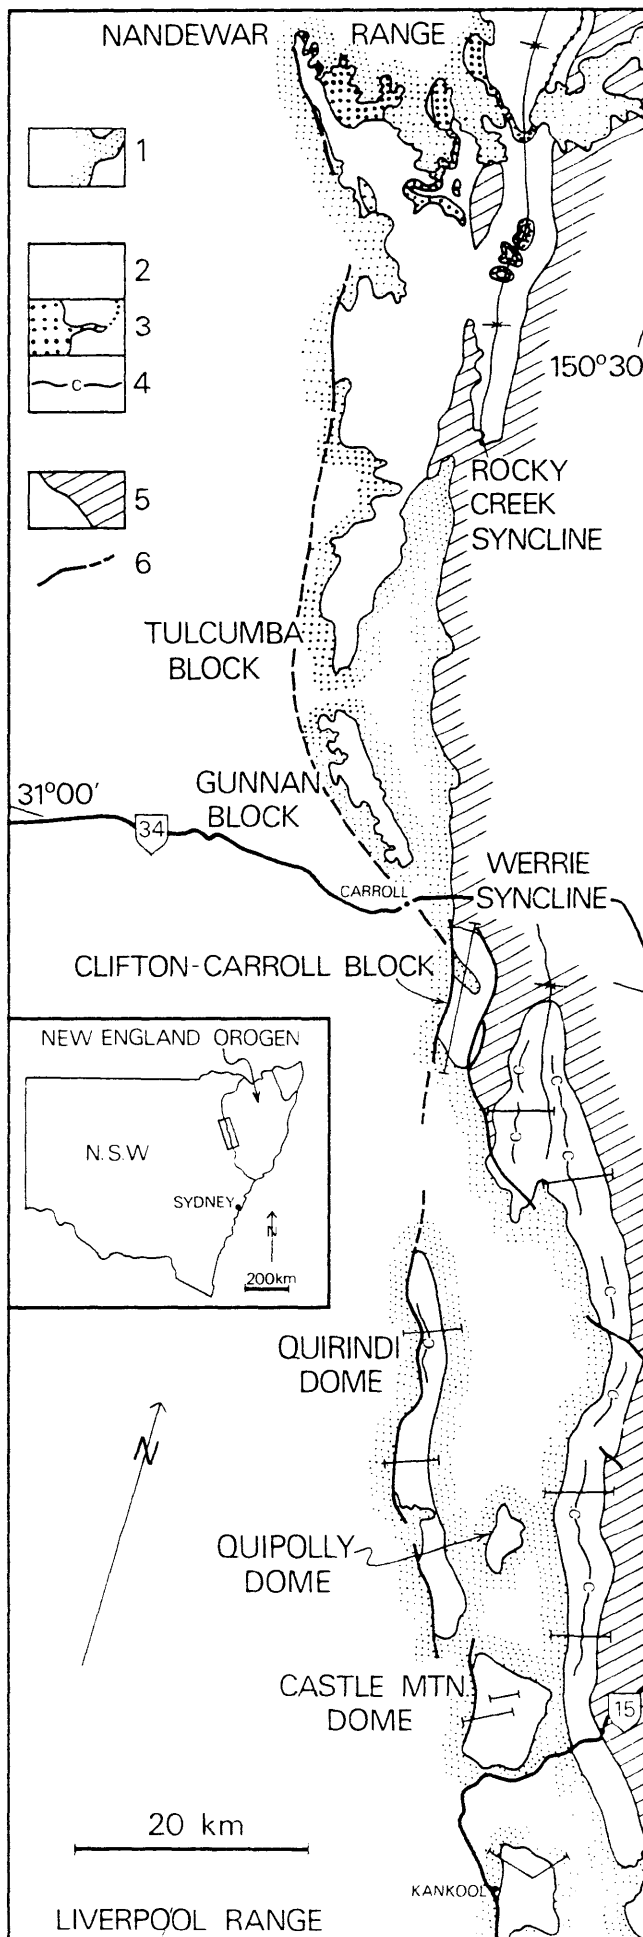 NANDEWAR RANGE
1
2
3
C
4
5
6
150°30
ROCKY
CREEK
SYNCLINE
TULCUMBA
BLOCK
31°00'
GUNNAN
BLOCK
34
CARROLL
WERRIE
SYNCLINE
CLIFTON-CARROLL BLOCK
NEW ENGLAND OROGEN
N.S.W
SYDNEY
N
200km
C
C
C
C
C
C
C
C
QUIRINDI
DOME
N
QUIPOLLY
DOME
CASTLE MTN
DOME
15
20 km
KANKOOL
LIVERPOOL RANGE